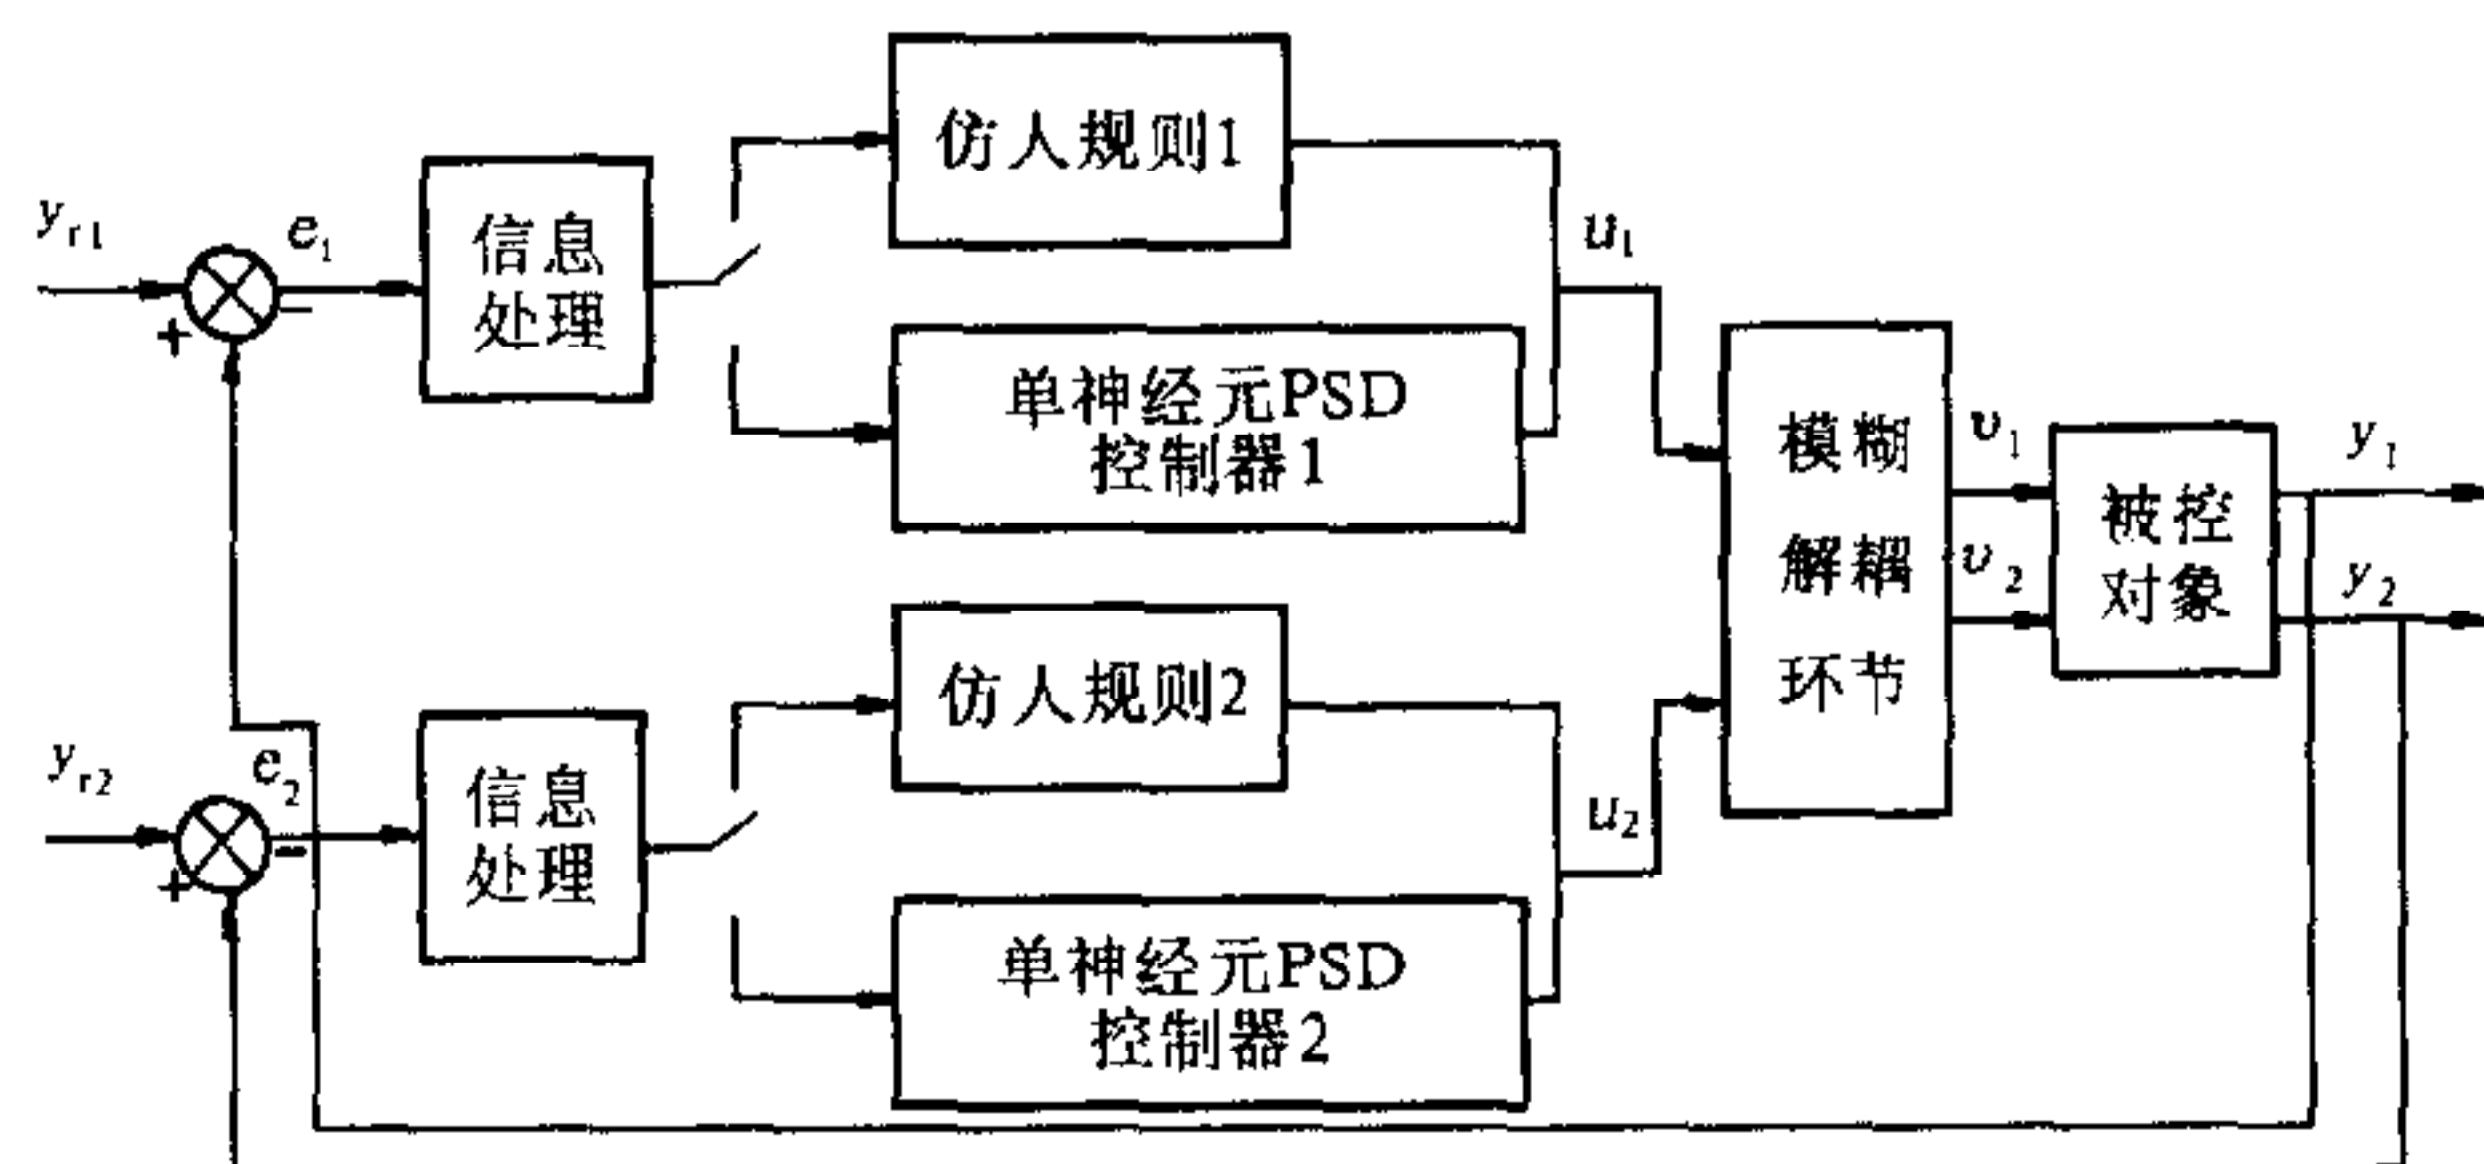 仿人规则1
y_r1
e_1
信息
处理
u_1
+
−
单神经元PSD
控制器1
模糊
解耦
环节
υ_1
υ_2
被控
对象
y_1
y_2
仿人规则2
y_r2
e_2
信息
处理
u_2
+
−
单神经元PSD
控制器2